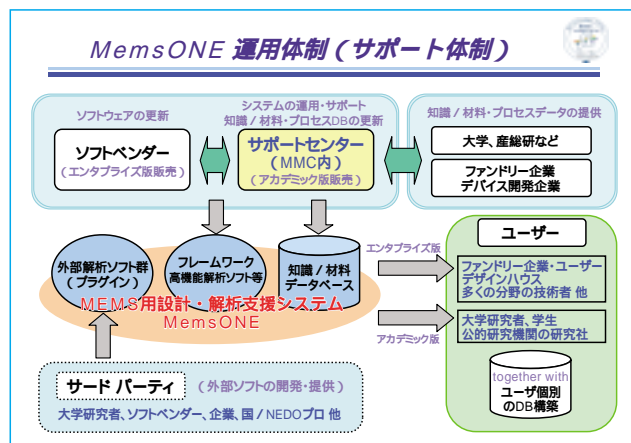 MemsONE 運用体制 ( サポート体制 )
ソフトウェアの更新
システムの運用・サポート
知識 / 材料・プロセスDBの更新
知識 / 材料・プロセスデータの提供
ソフトベンダー
(エンタプライズ版販売)
サポートセンター
(MMC内)
(アカデミック版販売)
大学、産総研など
ファンドリー企業
デバイス開発企業
外部解析ソフト群
(プラグイン)
フレームワーク
高機能解析ソフト等
知識 / 材料
データベース
MEMS用設計・解析支援システム
MemsONE
エンタプライズ版
アカデミック版
ユーザー
ファンドリー企業・ユーザー
デザインハウス
多くの分野の技術者 他
大学研究者、学生
公的研究機関の研究社
together with
ユーザ個別
のDB構築
サード パーティ
(外部ソフトの開発・提供)
大学研究者、ソフトベンダー、企業、国 / NEDOプロ 他